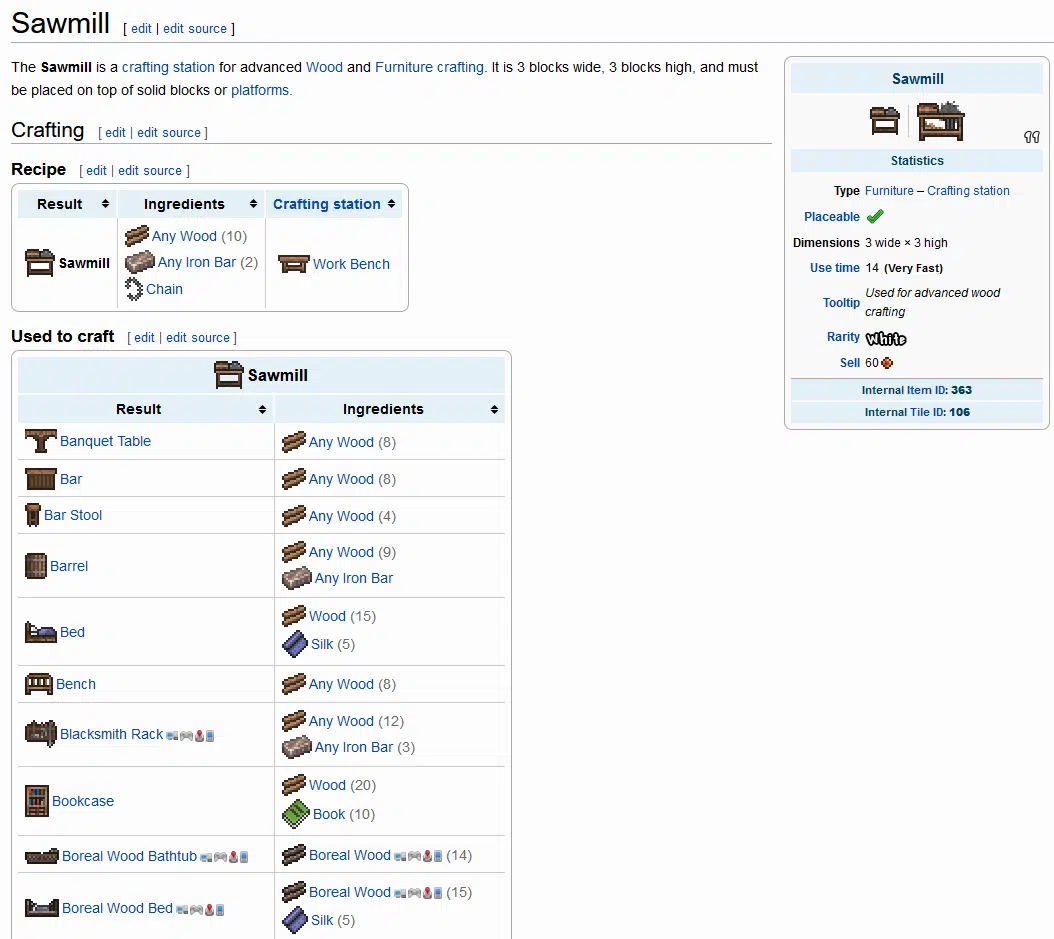 Sawmill [ edit | edit source ]
The Sawmill is a crafting station for advanced Wood and Furniture crafting. It is 3 blocks wide, 3 blocks high, and must
be placed on top of solid blocks or platforms.
Crafting [ edit | edit source ]
Recipe [ edit | edit source ]
Result Ingredients Crafting station
Sawmill
Any Wood (10)
Any Iron Bar (2)
Chain
Work Bench
Used to craft [ edit | edit source ]
Sawmill
Result Ingredients
Banquet Table Any Wood (8)
Bar Any Wood (8)
Bar Stool Any Wood (4)
Barrel
Any Wood (9)
Any Iron Bar
Bed
Wood (15)
Silk (5)
Bench Any Wood (8)
Blacksmith Rack
Any Wood (12)
Any Iron Bar (3)
Bookcase
Wood (20)
Book (10)
Boreal Wood Bathtub Boreal Wood (14)
Boreal Wood Bed
Boreal Wood (15)
Silk (5)
Sawmill
Statistics
Type Furniture – Crafting station
Placeable
Dimensions 3 wide × 3 high
Use time 14 (Very Fast)
Tooltip Used for advanced wood
crafting
Rarity White
Sell 60
Internal Item ID: 363
Internal Tile ID: 106